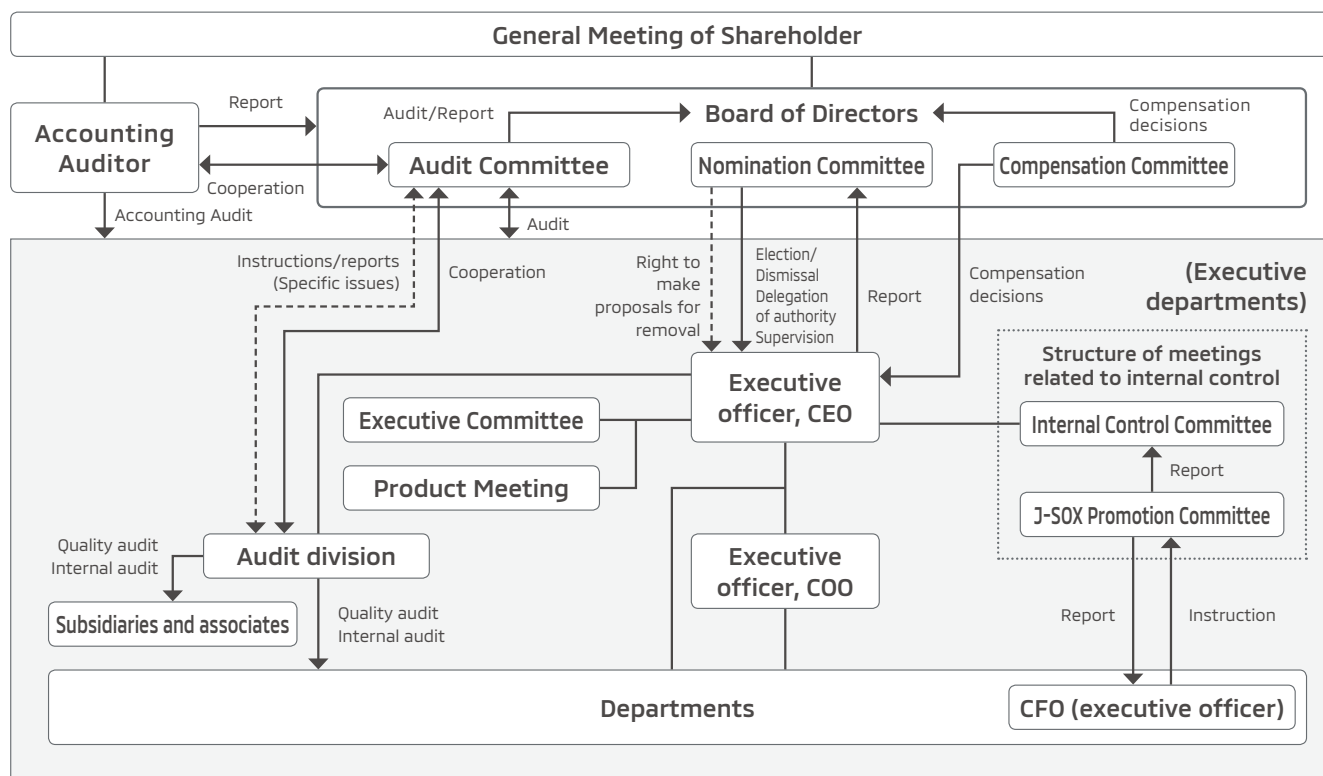 General Meeting of Shareholder
Report
Audit/Report
Board of Directors
Compensation
decisions
Accounting
Auditor
Audit Committee
Nomination Committee
Compensation Committee
Cooperation
Accounting Audit
Audit
Instructions/reports
(Specific issues)
Cooperation
Right to
make
proposals for
removal
Election/
Dismissal
Delegation
of authority
Supervision
Report
Compensation
decisions
(Executive
departments)
Structure of meetings
related to internal control
Executive
officer, CEO
Executive Committee
Internal Control Committee
Report
Product Meeting
J-SOX Promotion Committee
Quality audit
Internal audit
Audit division
Executive
officer, COO
Subsidiaries and associates
Quality audit
Internal audit
Report
Instruction
Departments
CFO (executive officer)